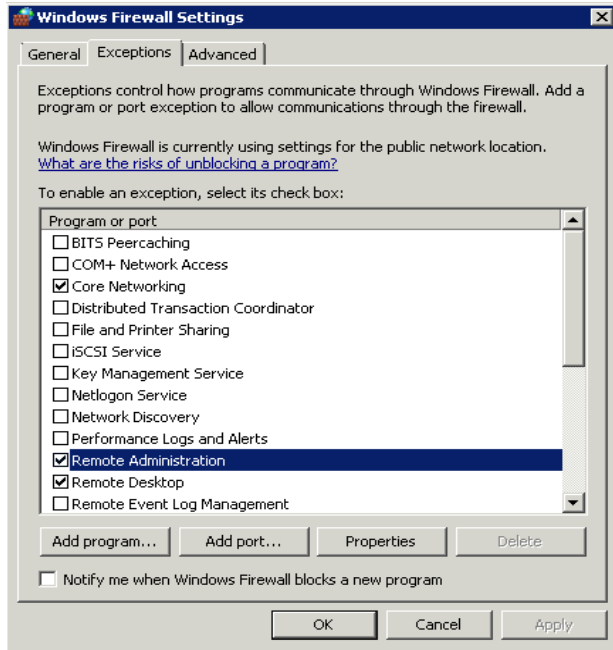 Windows Firewall Settings
General Exceptions Advanced
Exceptions control how programs communicate through Windows Firewall. Add a
program or port exception to allow communications through the firewall.
Windows Firewall is currently using settings for the public network location.
What are the risks of unblocking a program?
To enable an exception, select its check box:
Program or port
BITS Peercaching
COM+ Network Access
Core Networking
Distributed Transaction Coordinator
File and Printer Sharing
iSCSI Service
Key Management Service
Netlogon Service
Network Discovery
Performance Logs and Alerts
Remote Administration
Remote Desktop
Remote Event Log Management
Add program... Add port... Properties Delete
Notify me when Windows Firewall blocks a new program
OK Cancel Apply